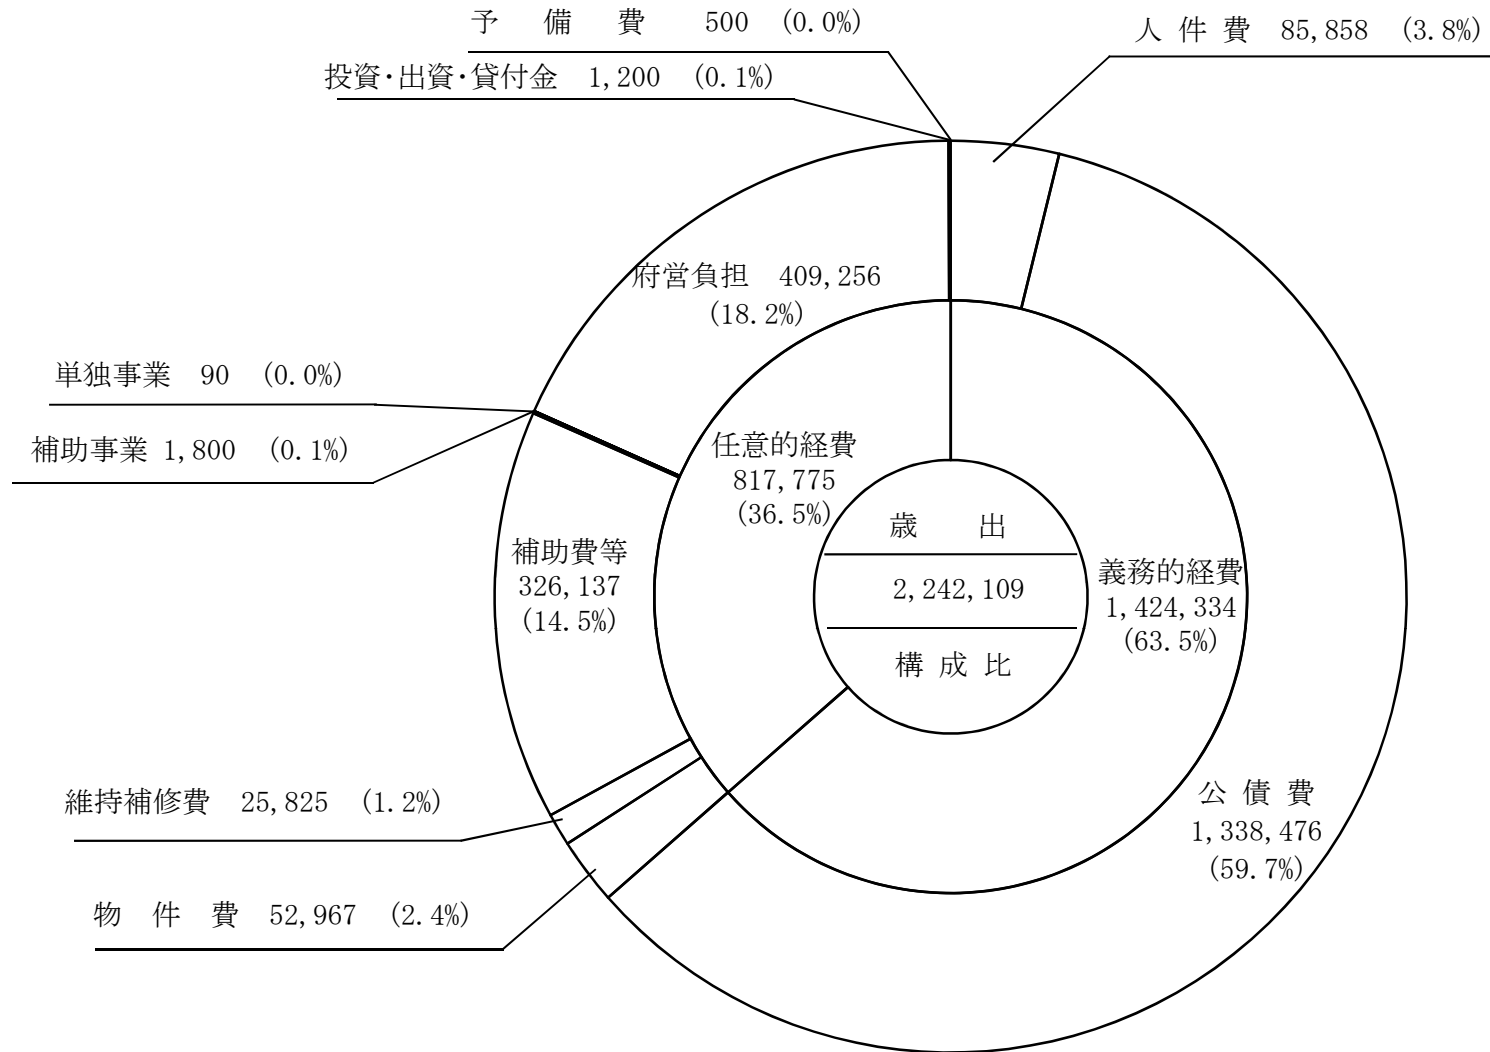 予 備 費 500 (0.0%)
人 件 費 85,858 (3.8%)
投資・出資・貸付金 1,200 (0.1%)
府営負担 409,256
(18.2%)
単独事業 90 (0.0%)
補助事業 1,800 (0.1%)
任意的経費
817,775
(36.5%)
歳 出
2,242,109
構 成 比
義務的経費
1,424,334
(63.5%)
補助費等
326,137
(14.5%)
維持補修費 25,825 (1.2%)
公 債 費
1,338,476
(59.7%)
物 件 費 52,967 (2.4%)